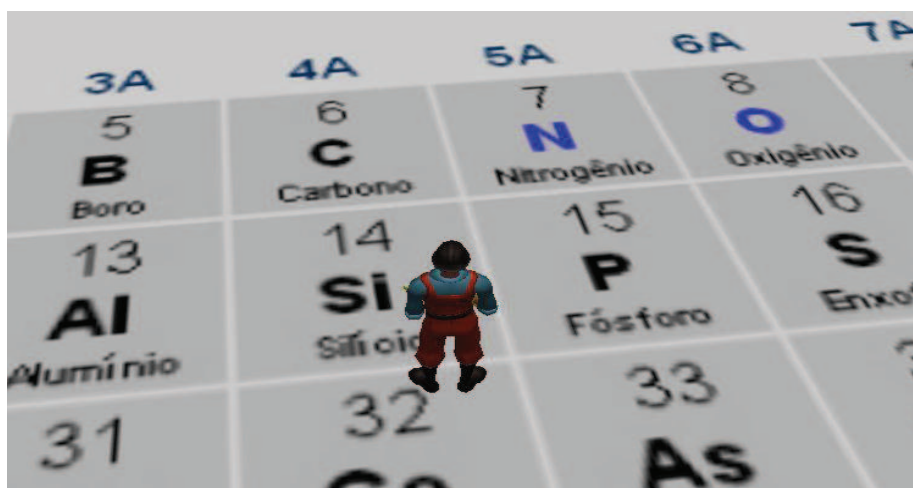 3A 4A 5A 6A 7A
5 6 7 8
B C N O
Boro Carbono Nitrogênio Oxigênio
13 14 15 16
Al Si P S
Alumínio Silício Fósforo
31 32 33
As